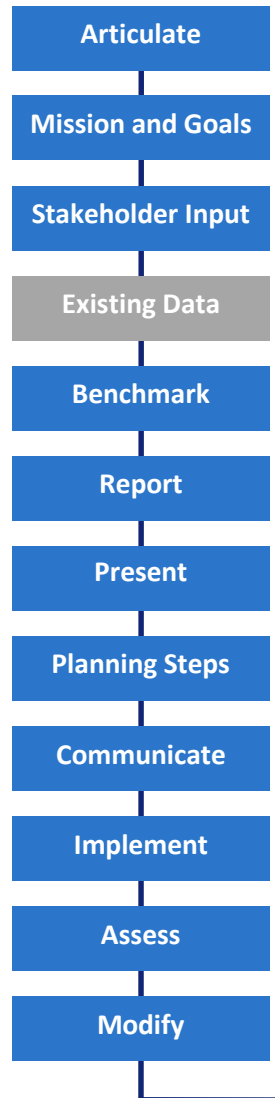 Articulate
Mission and Goals
Stakeholder Input
Existing Data
Benchmark
Report
Present
Planning Steps
Communicate
Implement
Assess
Modify